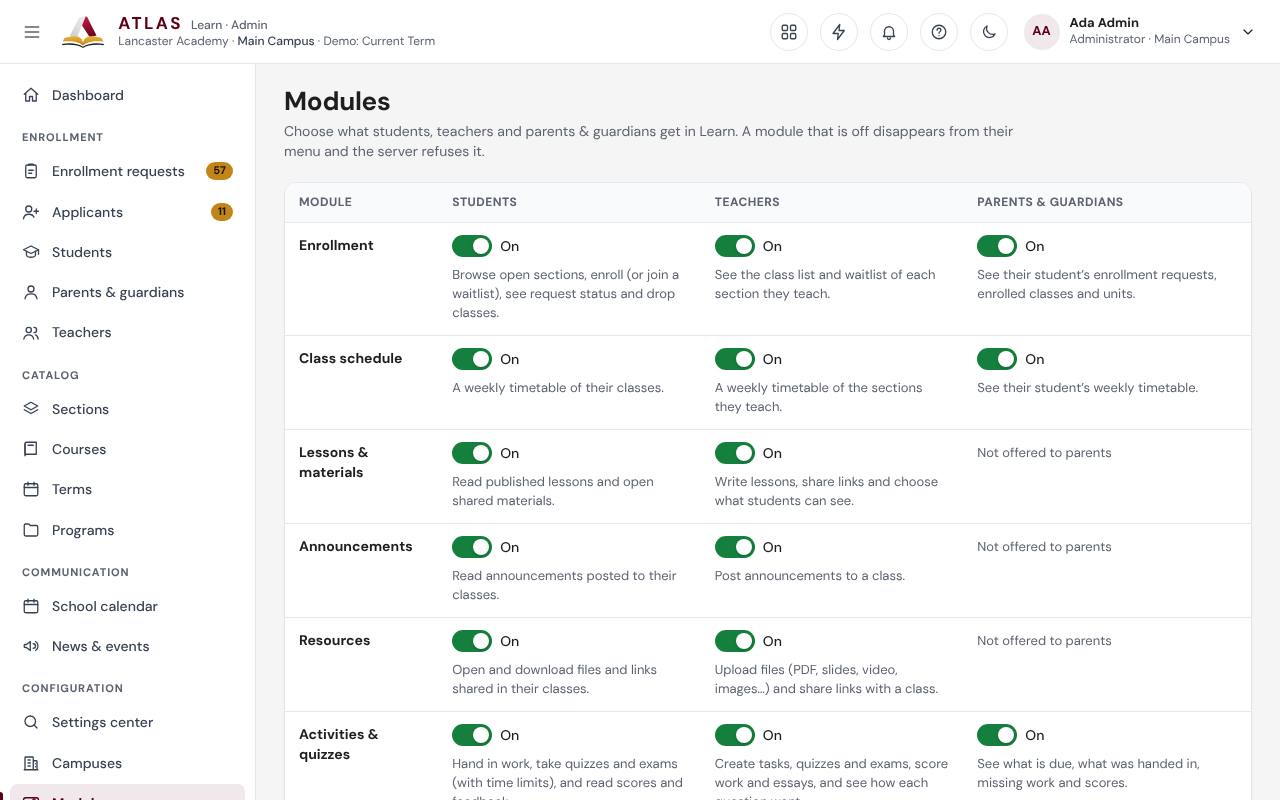 ATLAS Learn · Admin
Lancaster Academy · Main Campus · Demo: Current Term
AA
Ada Admin
Administrator · Main Campus
Dashboard
ENROLLMENT
Enrollment requests 57
Applicants 11
Students
Parents & guardians
Teachers
CATALOG
Sections
Courses
Terms
Programs
COMMUNICATION
School calendar
News & events
CONFIGURATION
Settings center
Campuses
Modules
Choose what students, teachers and parents & guardians get in Learn. A module that is off disappears from their
menu and the server refuses it.
MODULE STUDENTS TEACHERS PARENTS & GUARDIANS
Enrollment
On
Browse open sections, enroll (or join a
waitlist), see request status and drop
classes.
On
See the class list and waitlist of each
section they teach.
On
See their student’s enrollment requests,
enrolled classes and units.
Class schedule
On
A weekly timetable of their classes.
On
A weekly timetable of the sections
they teach.
On
See their student’s weekly timetable.
Lessons &
materials
On
Read published lessons and open
shared materials.
On
Write lessons, share links and choose
what students can see.
Not offered to parents
Announcements
On
Read announcements posted to their
classes.
On
Post announcements to a class.
Not offered to parents
Resources
On
Open and download files and links
shared in their classes.
On
Upload files (PDF, slides, video,
images…) and share links with a class.
Not offered to parents
Activities &
quizzes
On
Hand in work, take quizzes and exams
(with time limits), and read scores and
On
Create tasks, quizzes and exams, score
work and essays, and see how each
On
See what is due, what was handed in,
missing work and scores.